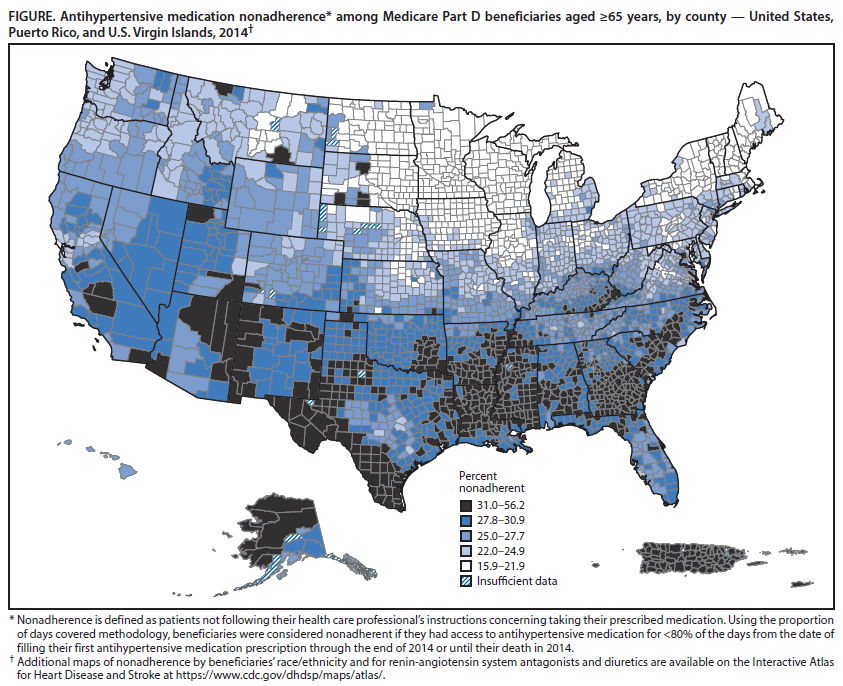 FIGURE. Antihypertensive medication nonadherence* among Medicare Part D beneficiaries aged ≥65 years, by county — United States,
Puerto Rico, and U.S. Virgin Islands, 2014†
Percent
nonadherent
31.0–56.2
27.8–30.9
25.0–27.7
22.0–24.9
15.9–21.9
Insufficient data
* Nonadherence is defined as patients not following their health care professional's instructions concerning taking their prescribed medication. Using the proportion
of days covered methodology, beneficiaries were considered nonadherent if they had access to antihypertensive medication for <80% of the days from the date of
filling their first antihypertensive medication prescription through the end of 2014 or until their death in 2014.
† Additional maps of nonadherence by beneficiaries' race/ethnicity and for renin-angiotensin system antagonists and diuretics are available on the Interactive Atlas
for Heart Disease and Stroke at https://www.cdc.gov/dhdsp/maps/atlas/.